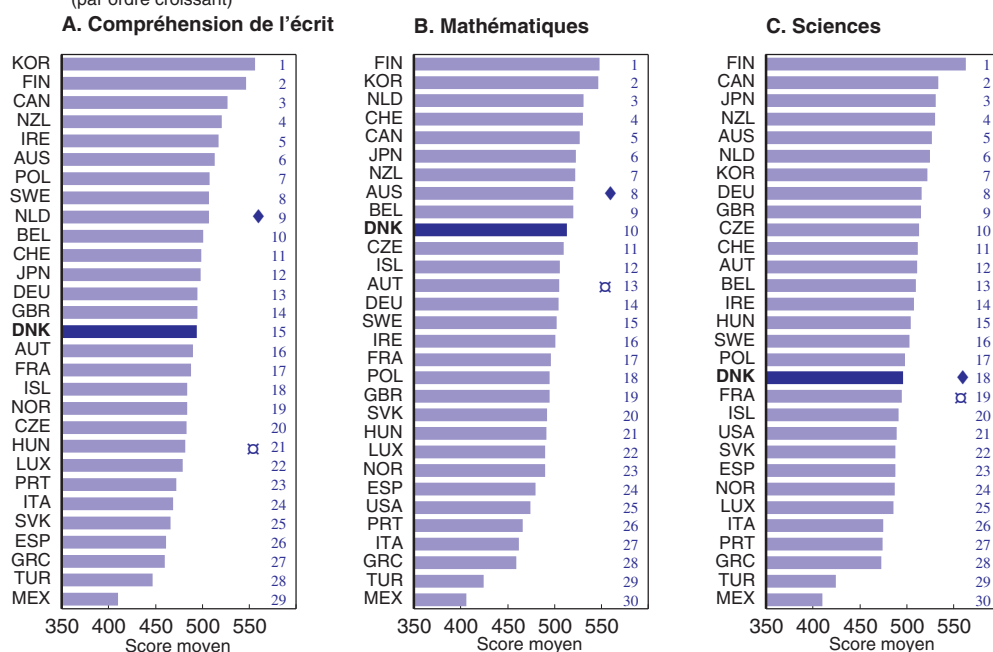 (par ordre croissant)
A. Compréhension de l'écrit
KOR 1
FIN 2
CAN 3
NZL 4
IRE 5
AUS 6
POL 7
SWE 8
NLD 9
BEL 10
CHE 11
JPN 12
DEU 13
GBR 14
DNK 15
AUT 16
FRA 17
ISL 18
NOR 19
CZE 20
HUN 21
LUX 22
PRT 23
ITA 24
SVK 25
ESP 26
GRC 27
TUR 28
MEX 29
350 400 450 500 550
Score moyen
B. Mathématiques
FIN 1
KOR 2
NLD 3
CHE 4
CAN 5
JPN 6
NZL 7
AUS 8
BEL 9
DNK 10
CZE 11
ISL 12
AUT 13
DEU 14
SWE 15
IRE 16
FRA 17
POL 18
GBR 19
SVK 20
HUN 21
LUX 22
NOR 23
ESP 24
USA 25
PRT 26
ITA 27
GRC 28
TUR 29
MEX 30
350 400 450 500 550
Score moyen
C. Sciences
FIN 1
CAN 2
JPN 3
NZL 4
AUS 5
NLD 6
KOR 7
DEU 8
GBR 9
CZE 10
CHE 11
AUT 12
BEL 13
IRE 14
HUN 15
SWE 16
POL 17
DNK 18
FRA 19
ISL 20
USA 21
SVK 22
ESP 23
NOR 24
LUX 25
ITA 26
PRT 27
GRC 28
TUR 29
MEX 30
350 400 450 500 550
Score moyen